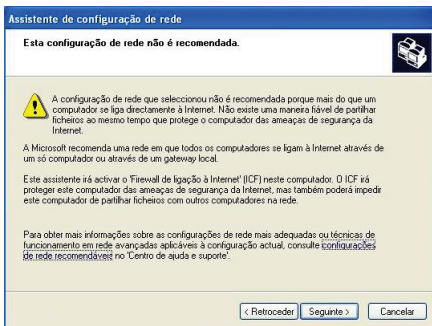 Assistente de configuração de rede
Esta configuração de rede não é recomendada.
A configuração de rede que seleccionou não é recomendada porque mais do que um
computador se liga directamente à Internet. Não existe uma maneira fiável de partilhar
ficheiros ao mesmo tempo que protege o computador das ameaças de segurança da
Internet.
A Microsoft recomenda uma rede em que todos os computadores se ligam à Internet através de
um só computador ou através de um gateway local.
Este assistente irá activar o 'Firewall de ligação à Internet' (ICF) neste computador. O ICF irá
proteger este computador das ameaças de segurança da Internet, mas também poderá impedir
este computador de partilhar ficheiros com outros computadores na rede.
Para obter mais informações sobre as configurações de rede mais adequadas ou técnicas de
funcionamento em rede avançadas aplicáveis à configuração actual, consulte configurações
de rede recomendáveis no 'Centro de ajuda e suporte'.
< Retroceder Seguinte > Cancelar